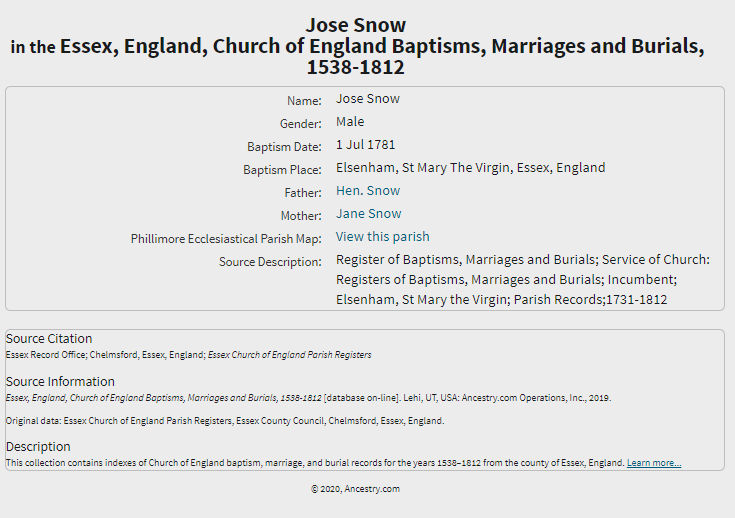 Jose Snow
in the Essex, England, Church of England Baptisms, Marriages and Burials,
1538-1812
Name: Jose Snow
Gender: Male
Baptism Date: 1 Jul 1781
Baptism Place: Elsenham, St Mary The Virgin, Essex, England
Father: Hen. Snow
Mother: Jane Snow
Phillimore Ecclesiastical Parish Map: View this parish
Source Description: Register of Baptisms, Marriages and Burials; Service of Church:
Registers of Baptisms, Marriages and Burials; Incumbent;
Elsenham, St Mary the Virgin; Parish Records;1731-1812
Source Citation
Essex Record Office; Chelmsford, Essex, England; Essex Church of England Parish Registers
Source Information
Essex, England, Church of England Baptisms, Marriages and Burials, 1538-1812 [database on-line]. Lehi, UT, USA: Ancestry.com Operations, Inc., 2019.
Original data: Essex Church of England Parish Registers, Essex County Council, Chelmsford, Essex, England.
Description
This collection contains indexes of Church of England baptism, marriage, and burial records for the years 1538–1812 from the county of Essex, England. Learn more...
© 2020, Ancestry.com